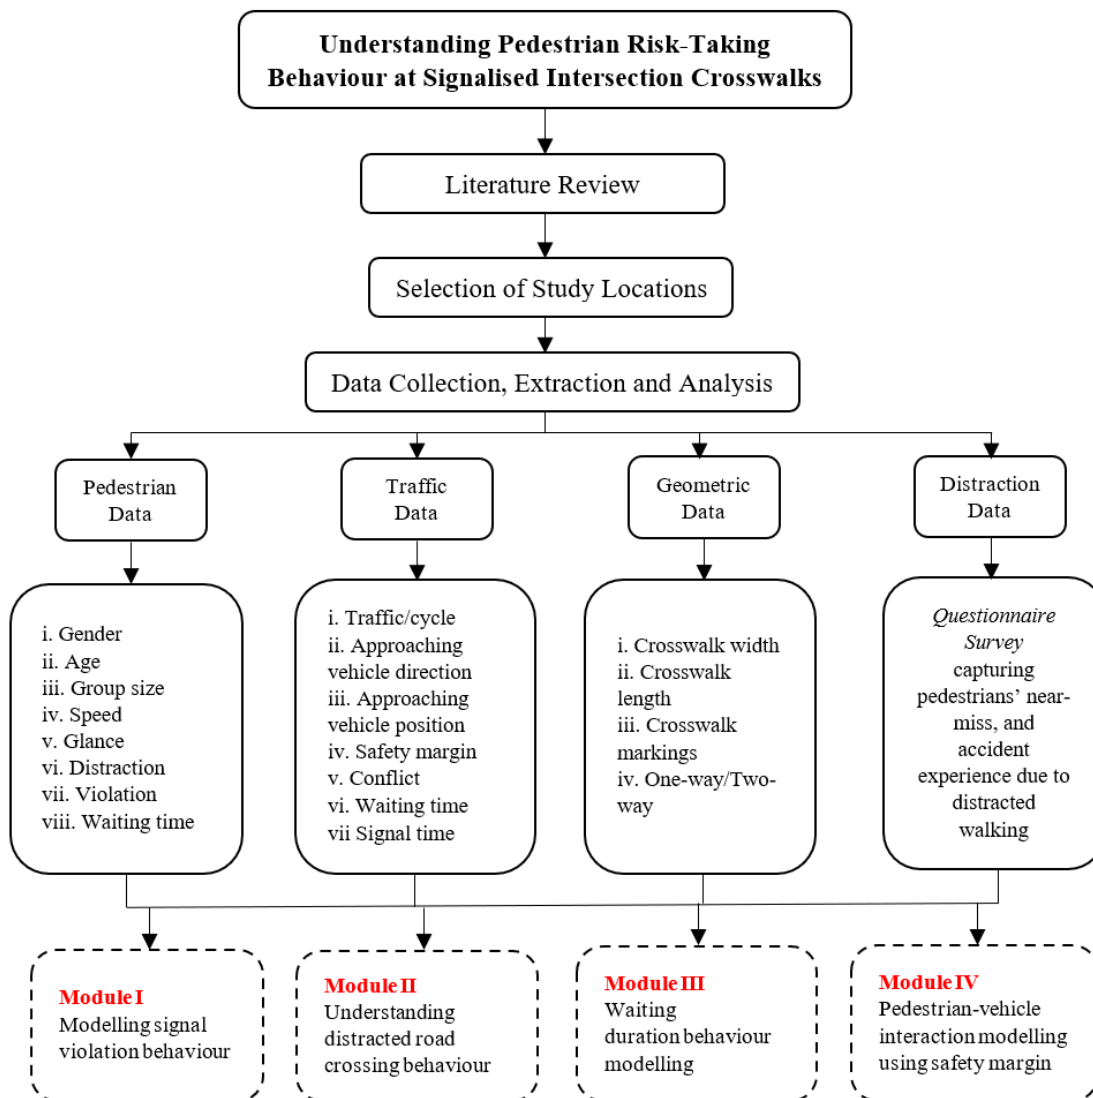 Understanding Pedestrian Risk-Taking
Behaviour at Signalised Intersection Crosswalks
Literature Review
Selection of Study Locations
Data Collection, Extraction and Analysis
Pedestrian
Data
Traffic
Data
Geometric
Data
Distraction
Data
i. Gender
ii. Age
iii. Group size
iv. Speed
v. Glance
vi. Distraction
vii. Violation
viii. Waiting time
i. Traffic/cycle
ii. Approaching
vehicle direction
iii. Approaching
vehicle position
iv. Safety margin
v. Conflict
vi. Waiting time
vii Signal time
i. Crosswalk width
ii. Crosswalk
length
iii. Crosswalk
markings
iv. One-way/Two-
way
Questionnaire
Survey
capturing
pedestrians’ near-
miss, and
accident
experience due to
distracted
walking
Module I
Modelling signal
violation behaviour
Module II
Understanding
distracted road
crossing behaviour
Module III
Waiting
duration behaviour
modelling
Module IV
Pedestrian-vehicle
interaction modelling
using safety margin